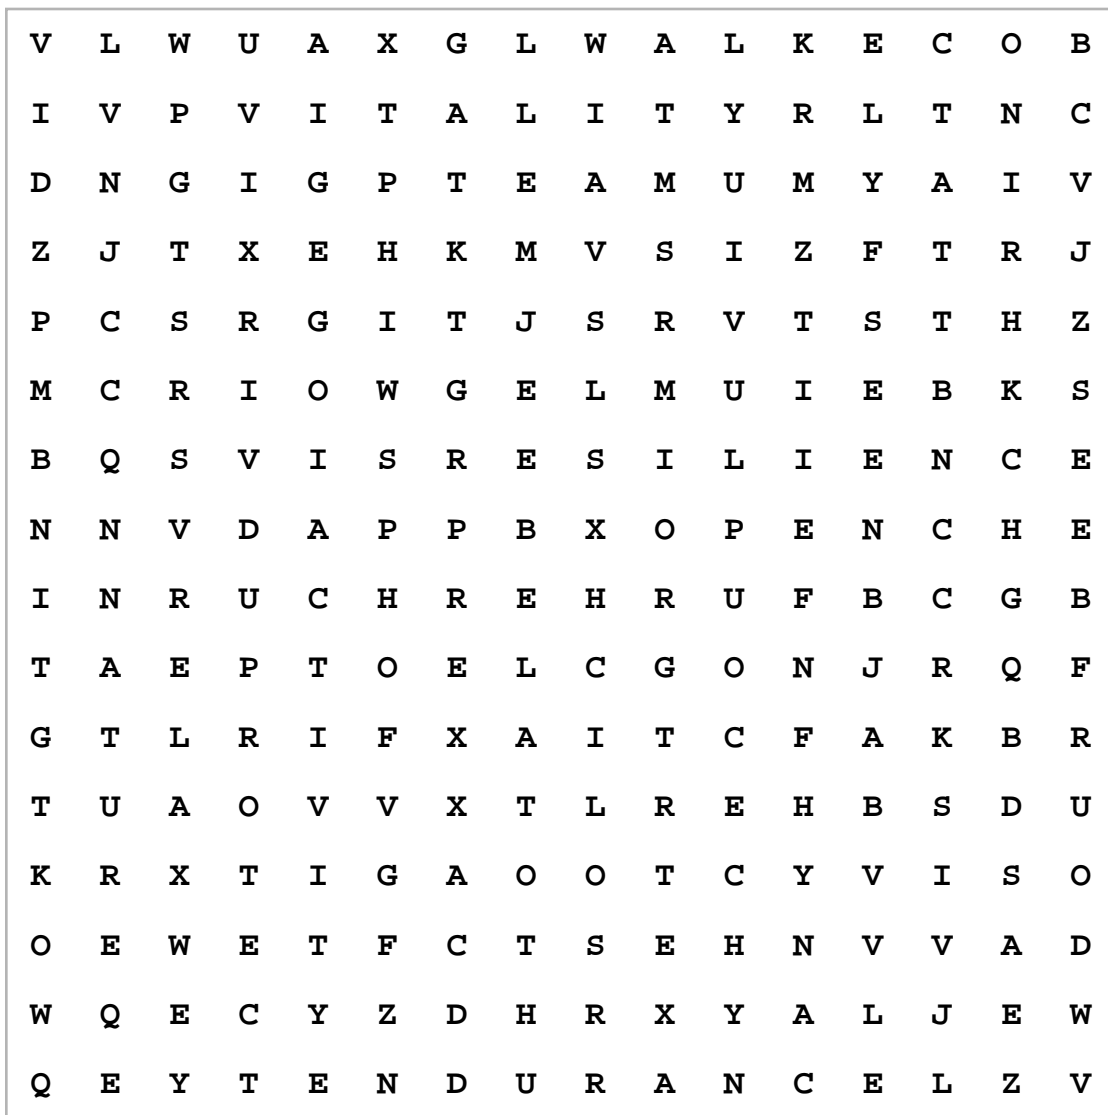 V L W U A X G L W A L K E C O B
I V P V I T A L I T Y R L T N C
D N G I G P T E A M U M Y A I V
Z J T X E H K M V S I Z F T R J
P C S R G I T J S R V T S T H Z
M C R I O W G E L M U I E B K S
B Q S V I S R E S I L I E N C E
N N V D A P P B X O P E N C H E
I N R U C H R E H R U F B C G B
T A E P T O E L C G O N J R Q F
G T L R I F X A I T C F A K B R
T U A O V V X T L R E H B S D U
K R X T I G A O O T C Y V I S O
O E W E T F C T S E H N V V A D
W Q E C Y Z D H R X Y A L J E W
Q E Y T E N D U R A N C E L Z V